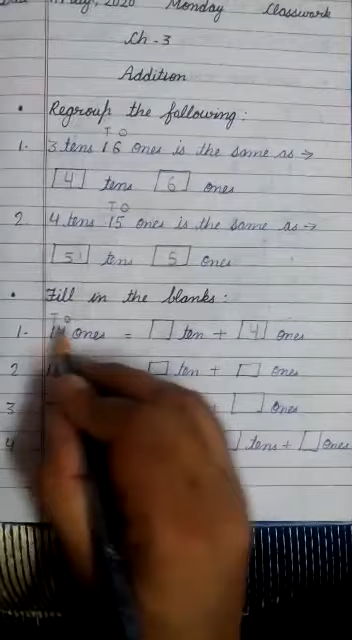 May, 2020 Monday Classwork
Ch - 3
Addition
• Regroup the following:
T O
1. 3 tens 16 ones is the same as →
4 tens 6 ones
T O
2. 4 tens 15 ones is the same as →
5 tens 5 ones
• Fill in the blanks:
T O
1. ones = ten + 4 ones
2 ten + ones
3 ones
4 tens + ones